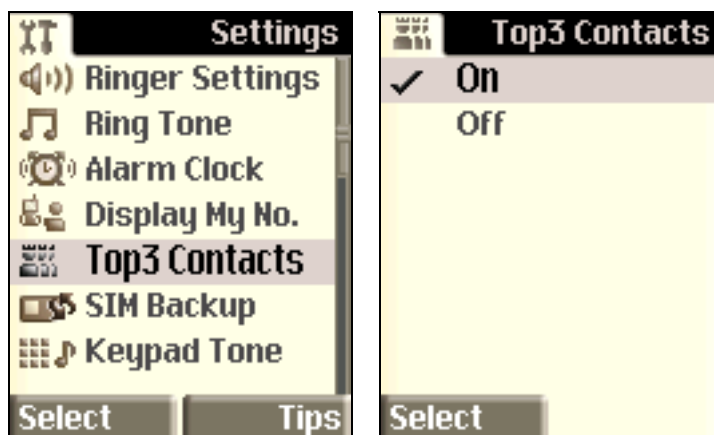 Settings
Ringer Settings
Ring Tone
Alarm Clock
Display My No.
Top3 Contacts
SIM Backup
Keypad Tone
Select
Tips
Top3 Contacts
On
Off
Select